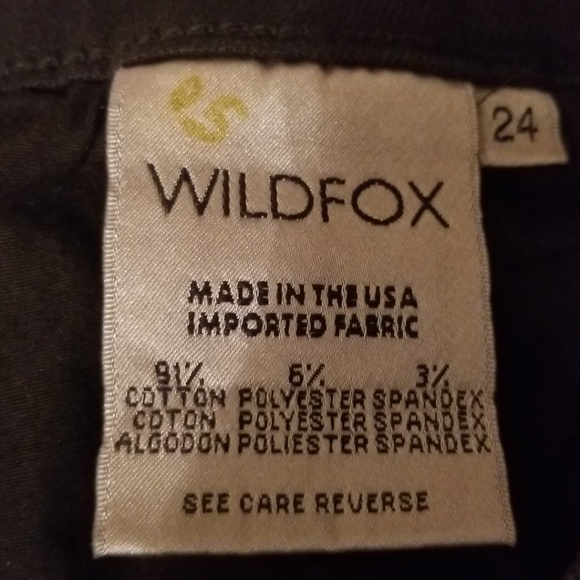 24
WILDFOX
MADE IN THE USA
IMPORTED FABRIC
91% 6% 3%
COTTON POLYESTER SPANDEX
COTON POLYESTER SPANDEX
ALGODON POLIESTER SPANDEX
SEE CARE REVERSE